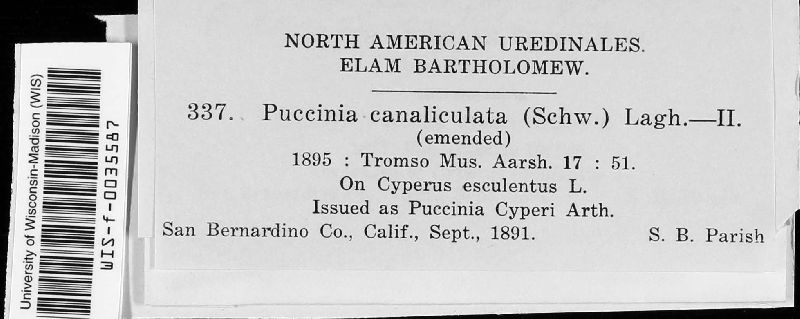 NORTH AMERICAN UREDINALES.
ELAM BARTHOLOMEW.
337. Puccinia canaliculata (Schw.) Lagh.—II.
(emended)
1895 : Tromso Mus. Aarsh. 17 : 51.
On Cyperus esculentus L.
Issued as Puccinia Cyperi Arth.
San Bernardino Co., Calif., Sept., 1891. S. B. Parish
University of Wisconsin-Madison (WIS)
WIS-f-0035587